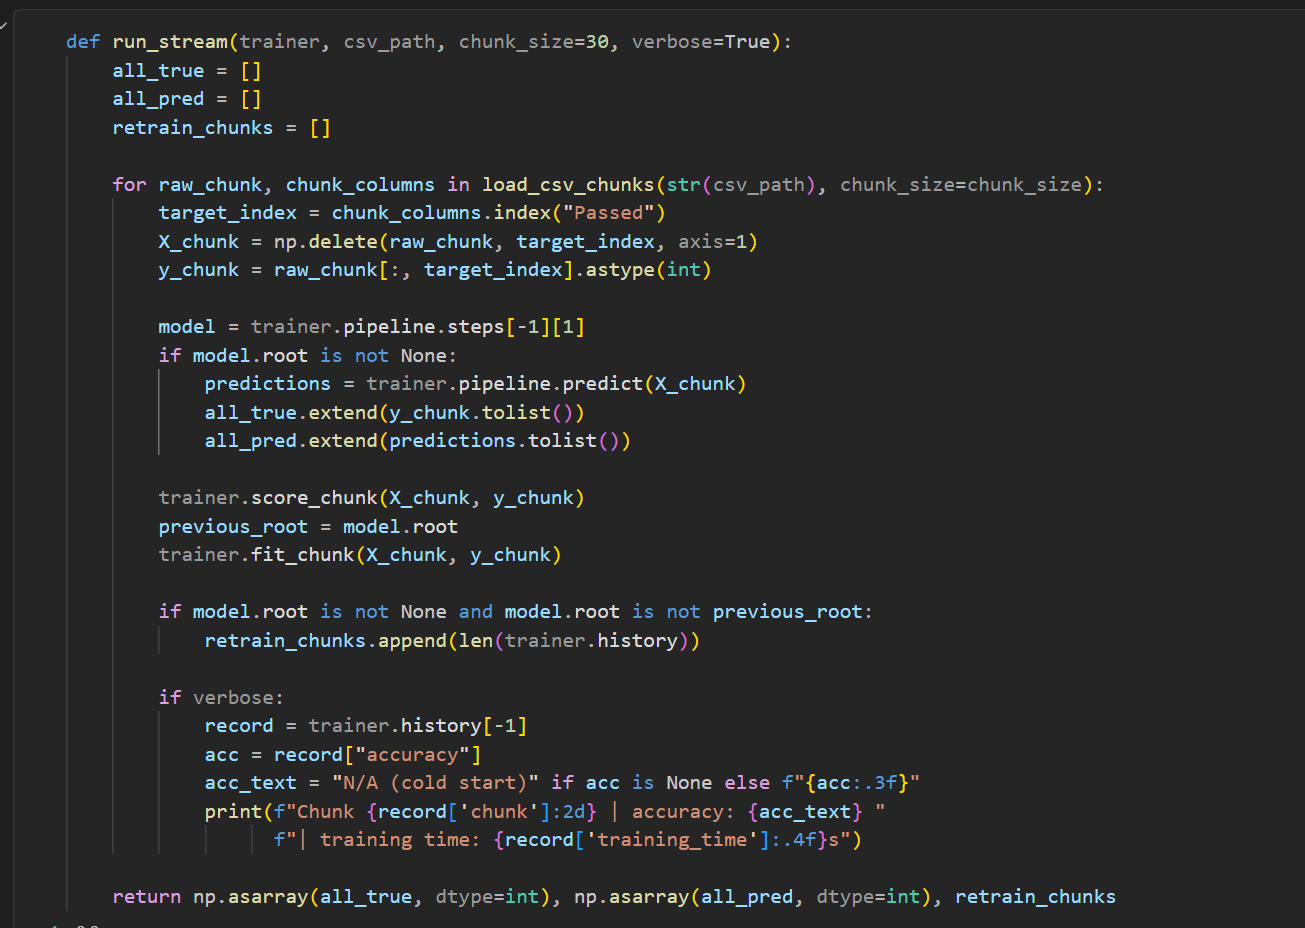 def run_stream(trainer, csv_path, chunk_size=30, verbose=True):
    all_true = []
    all_pred = []
    retrain_chunks = []

    for raw_chunk, chunk_columns in load_csv_chunks(str(csv_path), chunk_size=chunk_size):
        target_index = chunk_columns.index("Passed")
        X_chunk = np.delete(raw_chunk, target_index, axis=1)
        y_chunk = raw_chunk[:, target_index].astype(int)

        model = trainer.pipeline.steps[-1][1]
        if model.root is not None:
            predictions = trainer.pipeline.predict(X_chunk)
            all_true.extend(y_chunk.tolist())
            all_pred.extend(predictions.tolist())

        trainer.score_chunk(X_chunk, y_chunk)
        previous_root = model.root
        trainer.fit_chunk(X_chunk, y_chunk)

        if model.root is not None and model.root is not previous_root:
            retrain_chunks.append(len(trainer.history))

        if verbose:
            record = trainer.history[-1]
            acc = record["accuracy"]
            acc_text = "N/A (cold start)" if acc is None else f"{acc:.3f}"
            print(f"Chunk {record['chunk']:2d} | accuracy: {acc_text} "
                  f"| training time: {record['training_time']:.4f}s")

    return np.asarray(all_true, dtype=int), np.asarray(all_pred, dtype=int), retrain_chunks